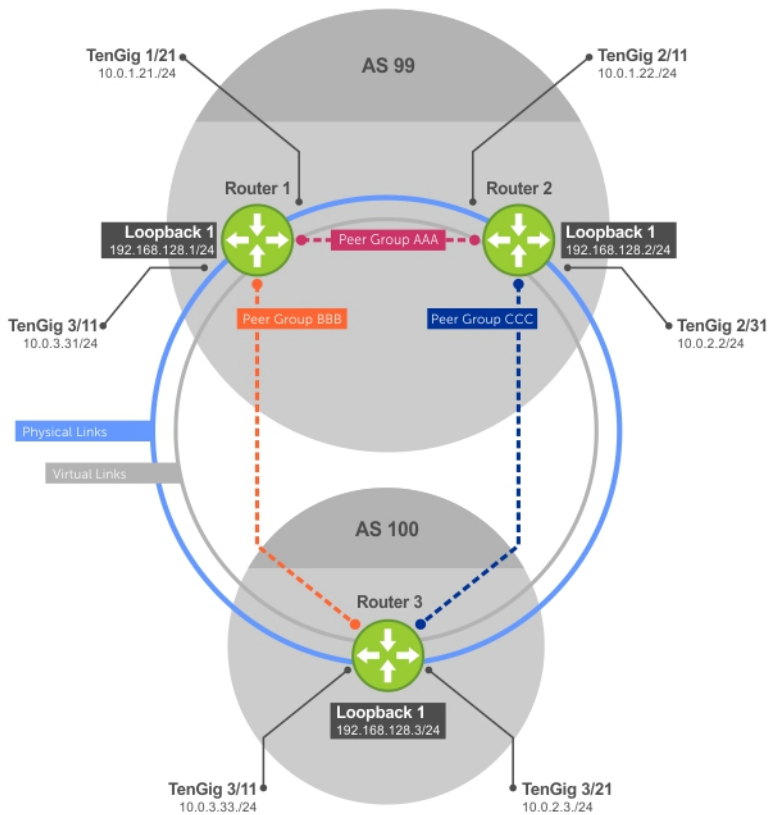 TenGig 1/21
10.0.1.21./24
AS 99
TenGig 2/11
10.0.1.22./24
Router 1
Router 2
Loopback 1
192.168.128.1/24
Peer Group AAA
Loopback 1
192.168.128.2/24
TenGig 3/11
10.0.3.31/24
Peer Group BBB
Peer Group CCC
TenGig 2/31
10.0.2.2/24
Physical Links
Virtual Links
AS 100
Router 3
Loopback 1
192.168.128.3/24
TenGig 3/11
10.0.3.33./24
TenGig 3/21
10.0.2.3./24